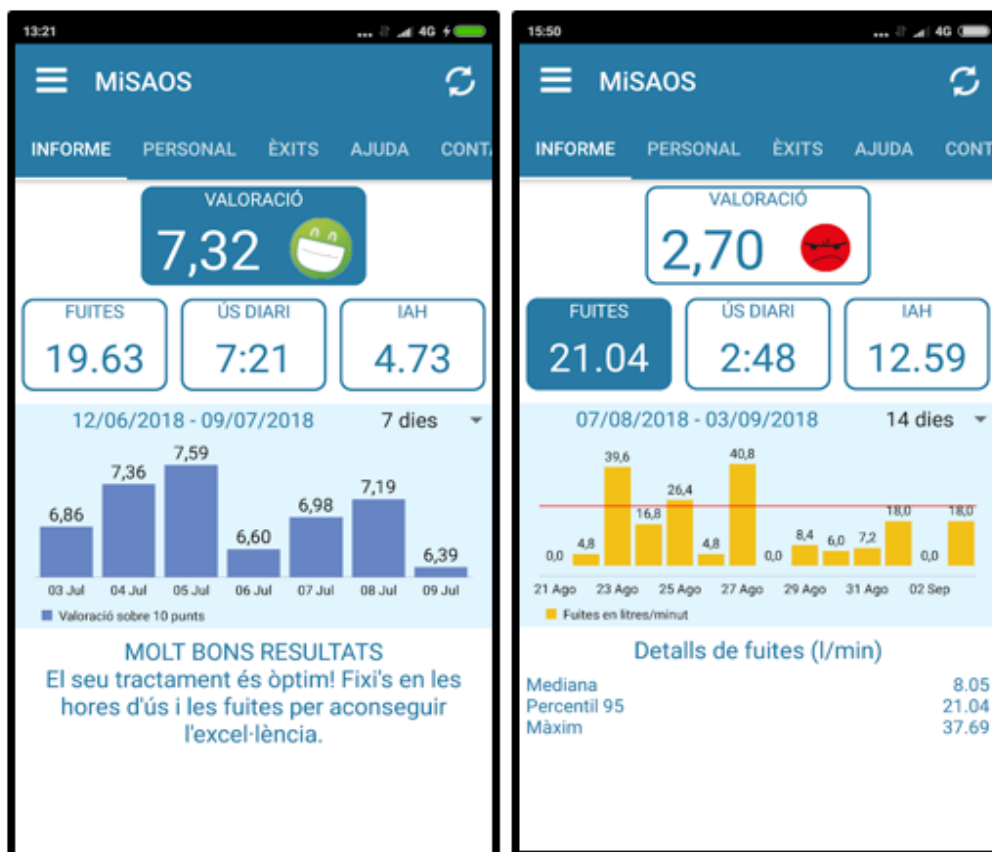 13:21
... 4G
MiSAOS
INFORME PERSONAL ÈXITS AJUDA CONT
VALORACIÓ
7,32
FUITES ÚS DIARI IAH
19.63 7:21 4.73
12/06/2018 - 09/07/2018 7 dies
6,86 7,36 7,59 6,60 6,98 7,19 6,39
03 Jul 04 Jul 05 Jul 06 Jul 07 Jul 08 Jul 09 Jul
Valoració sobre 10 punts
MOLT BONS RESULTATS
El seu tractament és òptim! Fixi's en les
hores d'ús i les fuites per aconseguir
l'excel·lència.
15:50
... 4G
MiSAOS
INFORME PERSONAL ÈXITS AJUDA CONT
VALORACIÓ
2,70
FUITES ÚS DIARI IAH
21.04 2:48 12.59
07/08/2018 - 03/09/2018 14 dies
0,0 4,8 39,6 16,8 26,4 4,8 40,8 0,0 8,4 6,0 7,2 18,0 0,0 18,0
21 Ago 23 Ago 25 Ago 27 Ago 29 Ago 31 Ago 02 Sep
Fuites en litres/minut
Detalls de fuites (l/min)
Mediana 8.05
Percentil 95 21.04
Màxim 37.69